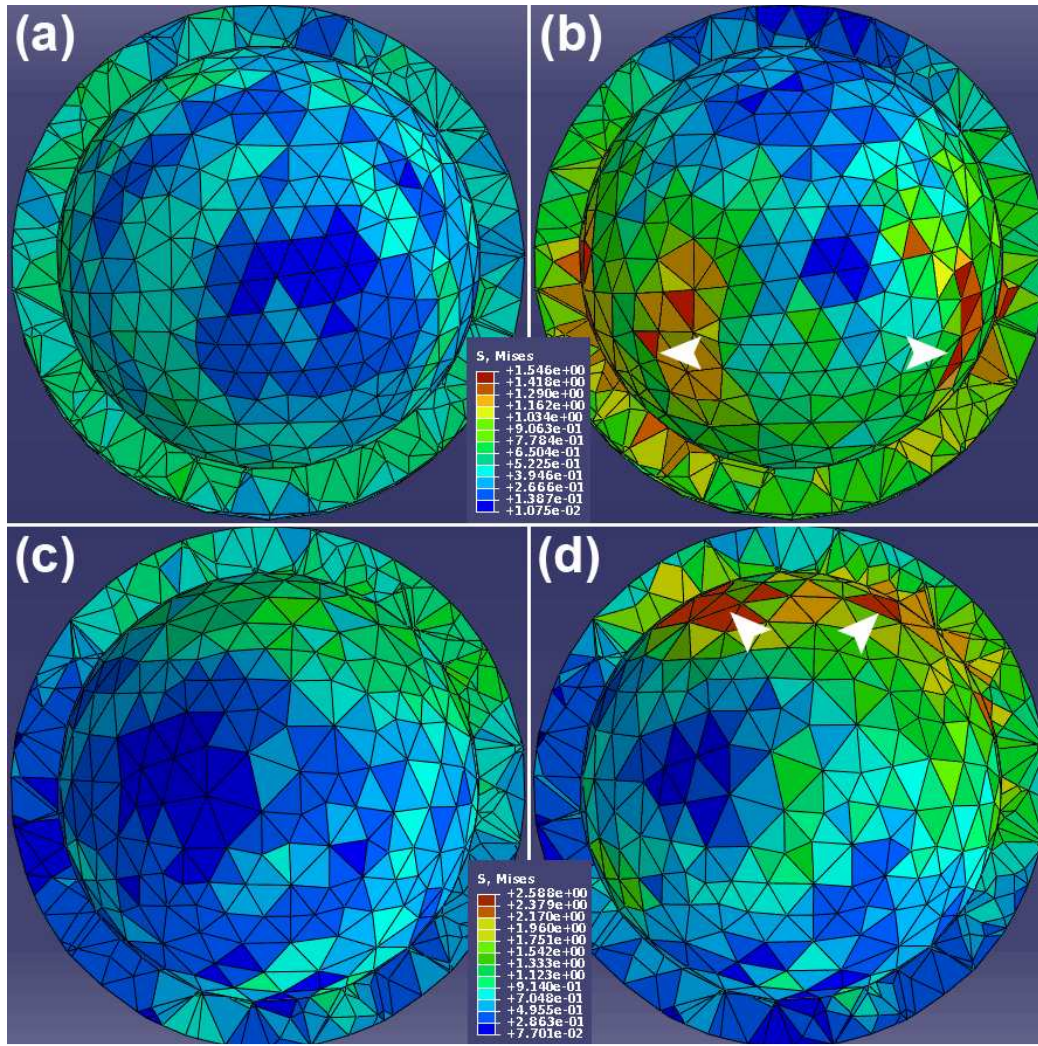 (a)
(b)
S, Mises
+1.546e+00
+1.418e+00
+1.290e+00
+1.162e+00
+1.034e+00
+9.063e-01
+7.784e-01
+6.504e-01
+5.225e-01
+3.946e-01
+2.666e-01
+1.387e-01
+1.075e-02
(c)
(d)
S, Mises
+2.588e+00
+2.379e+00
+2.170e+00
+1.960e+00
+1.751e+00
+1.542e+00
+1.333e+00
+1.123e+00
+9.140e-01
+7.048e-01
+4.955e-01
+2.863e-01
+7.701e-02